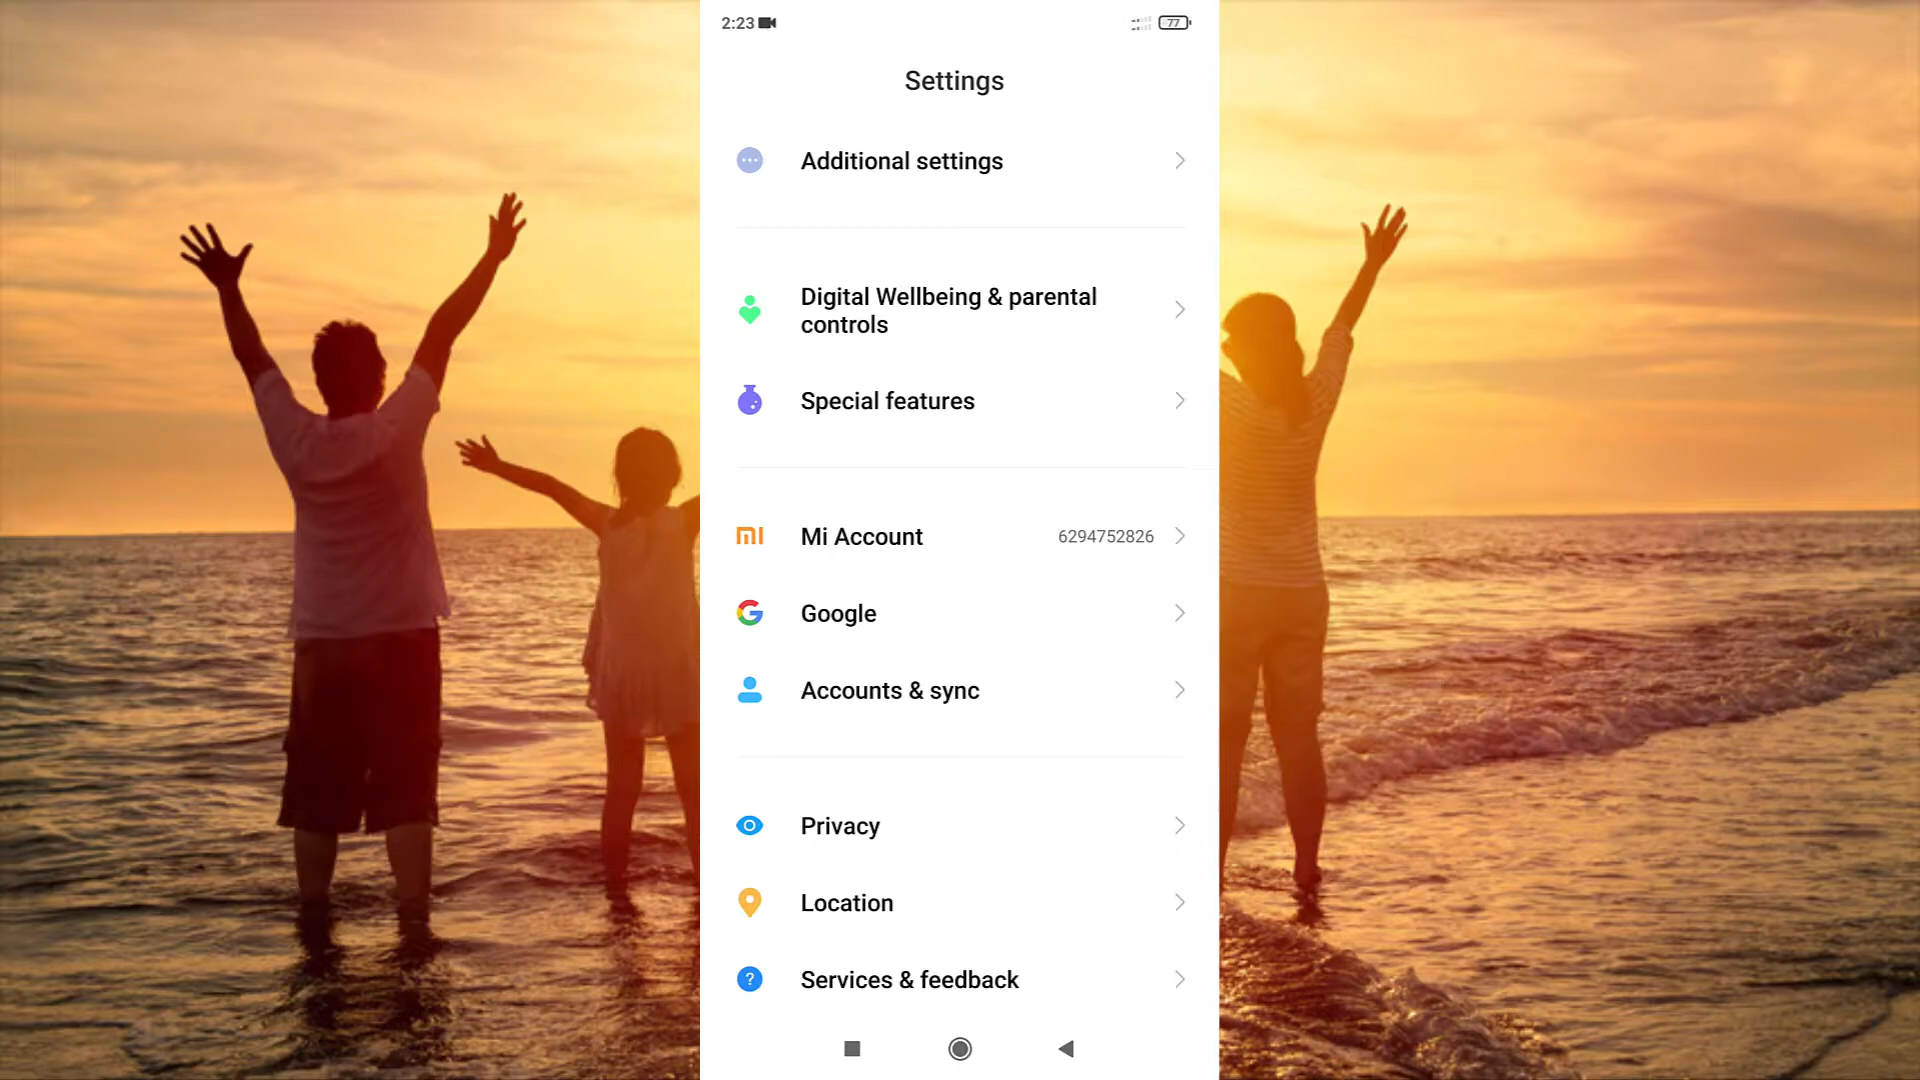 2:23
77
Settings
Additional settings
Digital Wellbeing & parental
controls
Special features
Mi Account 6294752826
Google
Accounts & sync
Privacy
Location
Services & feedback